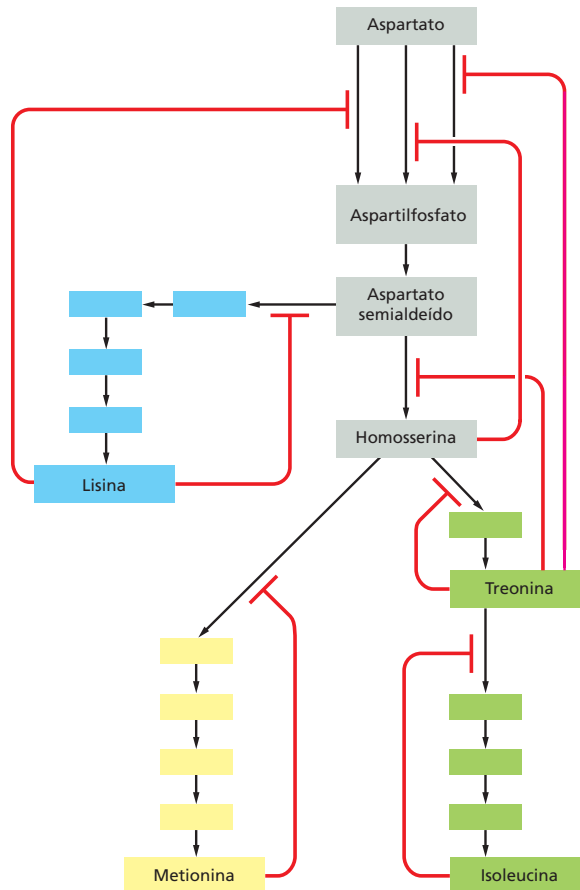 Aspartato
Aspartilfosfato
Aspartato
semialdeído
Homosserina
Lisina
Treonina
Metionina
Isoleucina